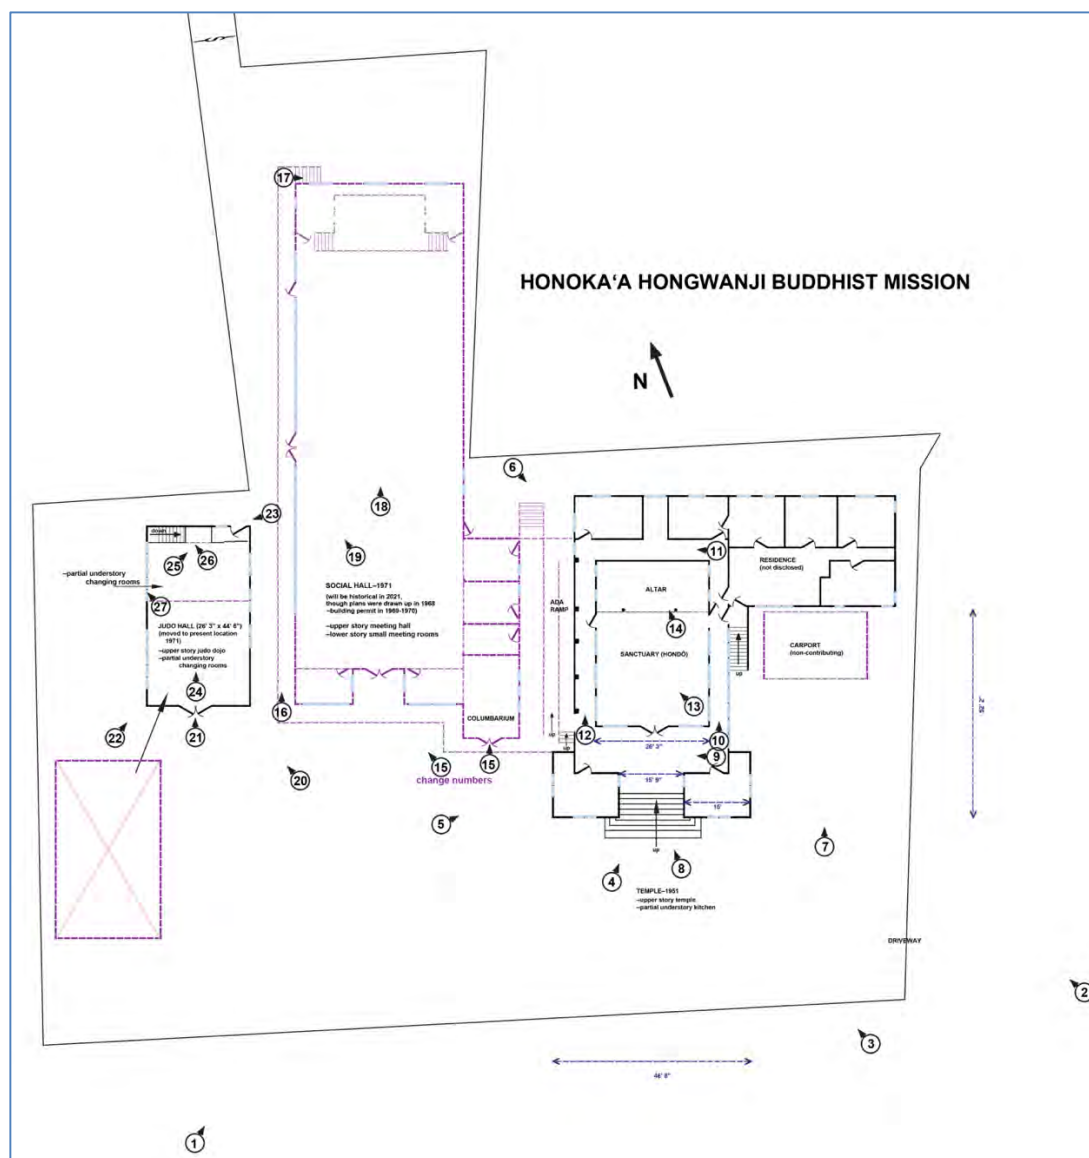 17
HONOKA‘A HONGWANJI BUDDHIST MISSION
N
6
18
23
down
19
25
26
11
–partial understory
changing rooms
RESIDENCE
(not disclosed)
27
SOCIAL HALL–1971
(will be historical in 2021,
though plans were drawn up in 1968
–building permit in 1969-1970)
–upper story meeting hall
–lower story small meeting rooms
ADA
RAMP
ALTAR
14
JUDO HALL (26' 3" x 44' 6")
(moved to present location
1971)
–upper story judo dojo
–partial understory
changing rooms
SANCTUARY (HONDŌ)
up
CARPORT
(non-contributing)
24
16
13
COLUMBARIUM
52' 2"
22
21
up
up
12
10
26' 3"
15
15
9
20
change numbers
15' 9"
15'
5
up
7
8
4
TEMPLE–1951
–upper story temple
–partial understory kitchen
DRIVEWAY
2
3
46' 8"
1